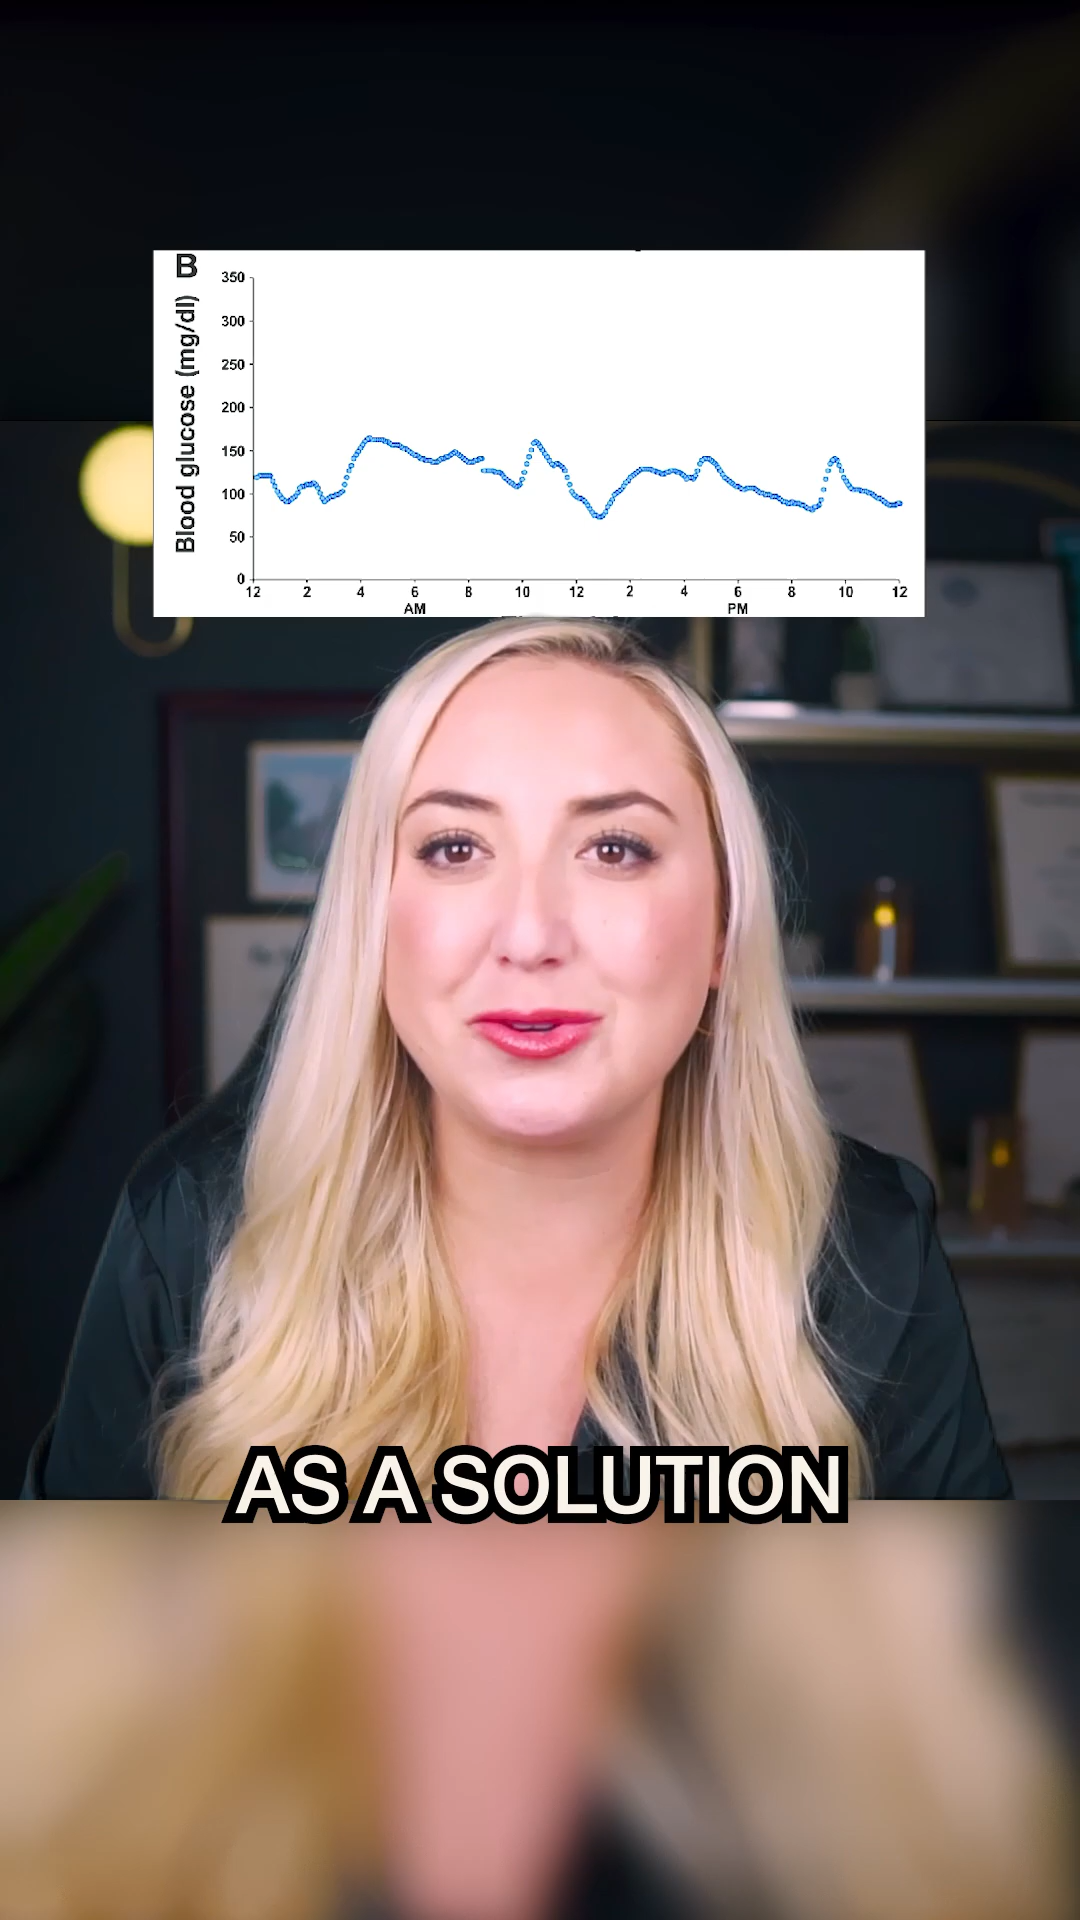 B
Blood glucose (mg/dl)
350
300
250
200
150
100
50
0
12 2 4 6 8 10 12 2 4 6 8 10 12
AM PM
AS A SOLUTION